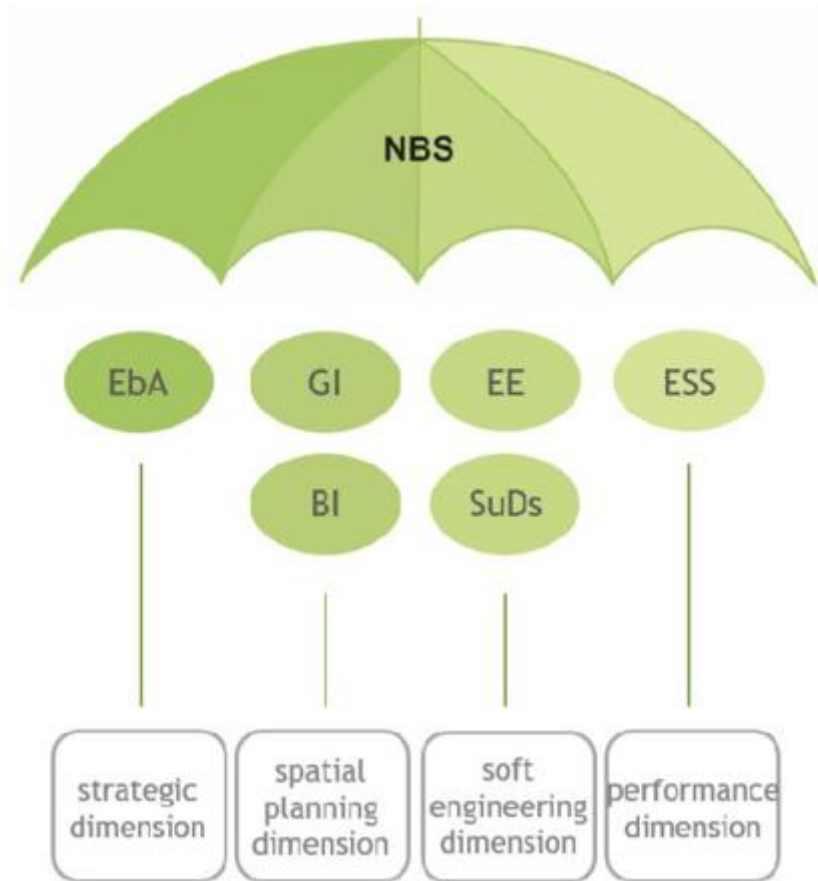 NBS
EbA
GI
EE
ESS
BI
SuDs
strategic
dimension
spatial
planning
dimension
soft
engineering
dimension
performance
dimension